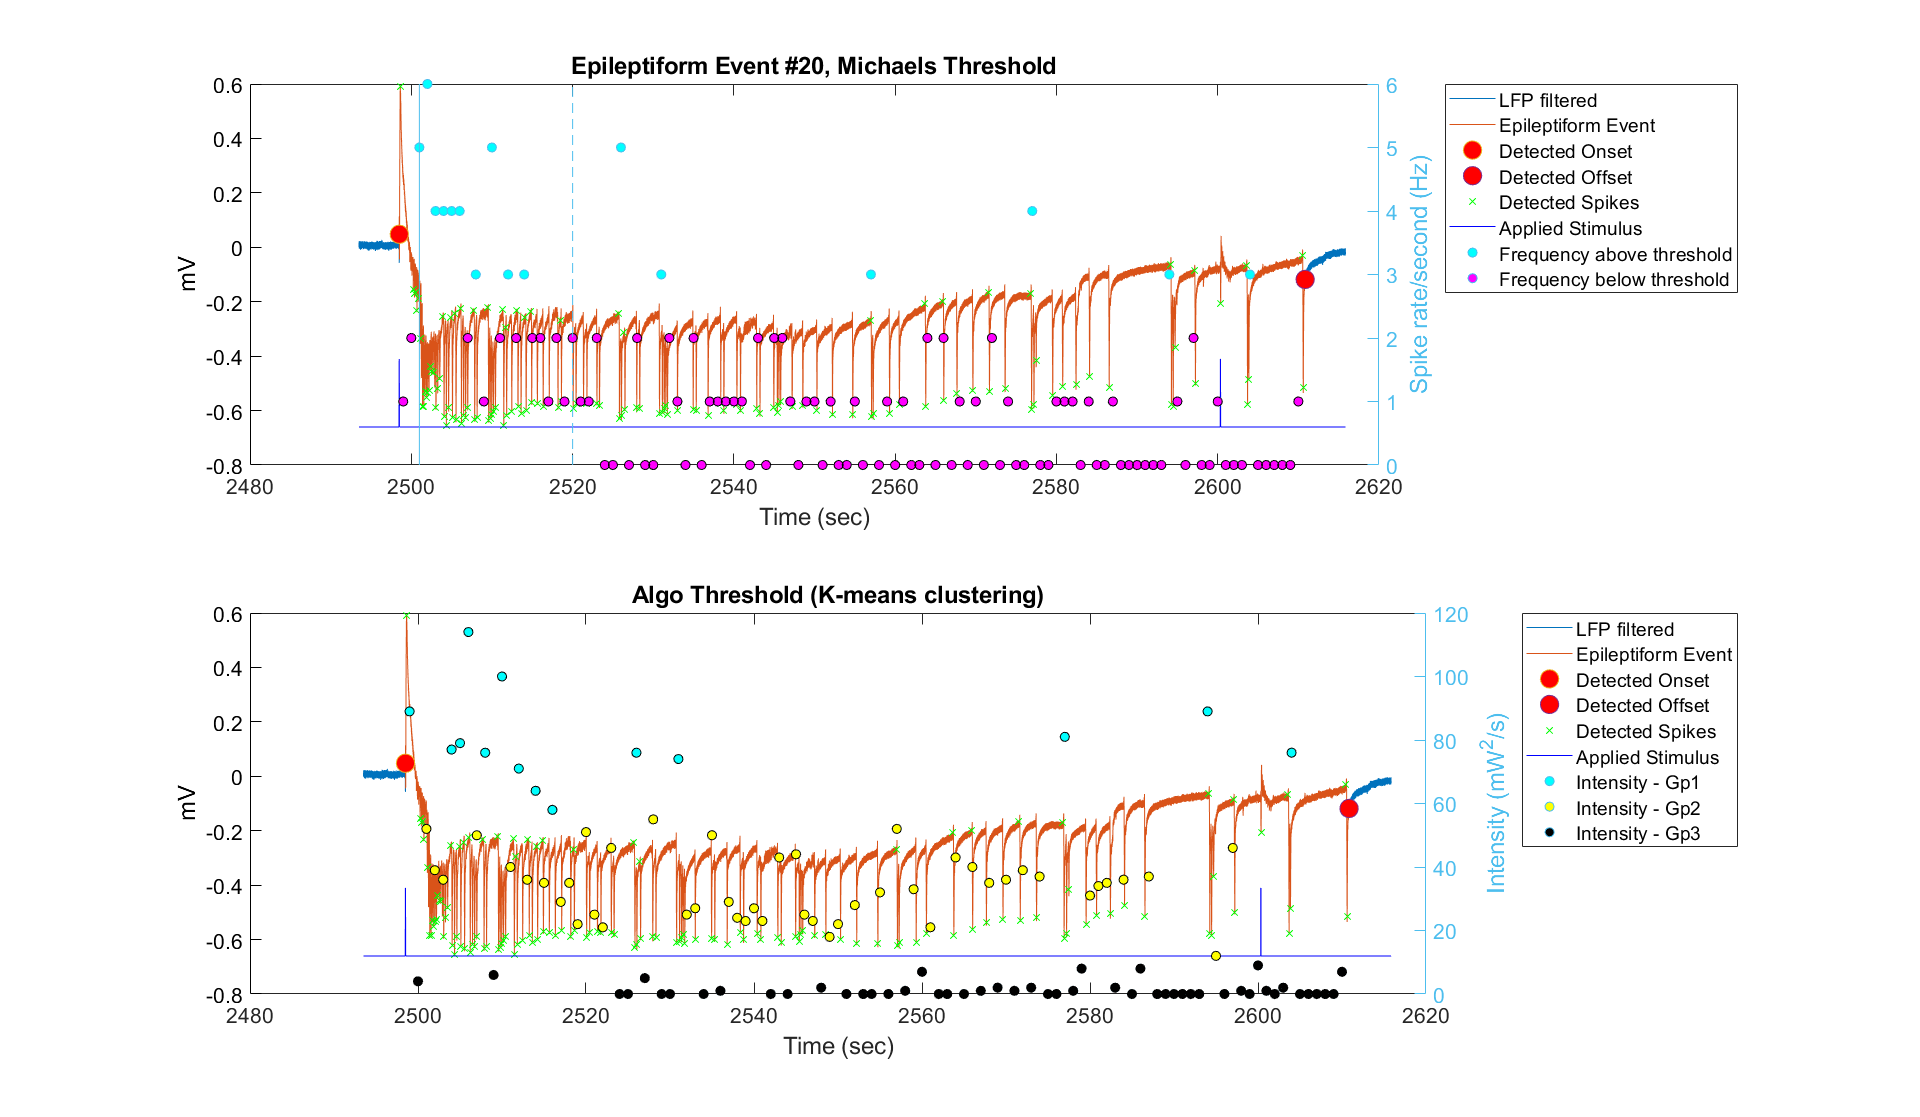 Epileptiform Event #20, Michaels Threshold
0.6
0.4
0.2
0
-0.2
-0.4
-0.6
-0.8
mV
2480
2500
2520
2540
2560
2580
2600
2620
Time (sec)
6
5
4
3
2
1
0
Spike rate/second (Hz)
LFP filtered
Epileptiform Event
Detected Onset
Detected Offset
Detected Spikes
Applied Stimulus
Frequency above threshold
Frequency below threshold
Algo Threshold (K-means clustering)
0.6
0.4
0.2
0
-0.2
-0.4
-0.6
-0.8
mV
2480
2500
2520
2540
2560
2580
2600
2620
Time (sec)
120
100
80
60
40
20
0
Intensity (mW²/s)
LFP filtered
Epileptiform Event
Detected Onset
Detected Offset
Detected Spikes
Applied Stimulus
Intensity - Gp1
Intensity - Gp2
Intensity - Gp3